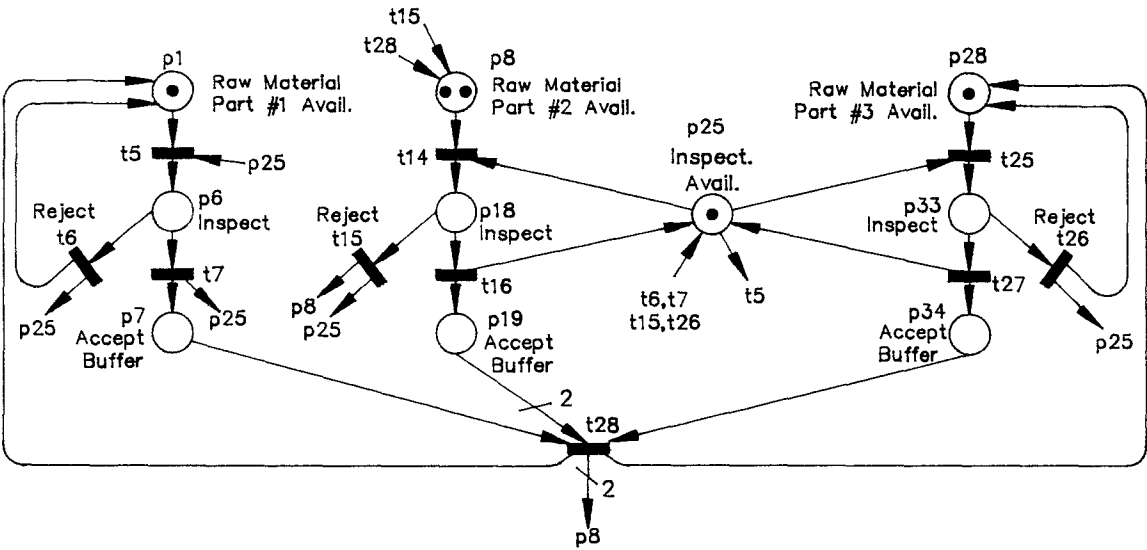 t15
t28
p1
p8
p28
Raw Material
Part #1 Avail.
Raw Material
Part #2 Avail.
Raw Material
Part #3 Avail.
p25
Inspect.
Avail.
t5
p25
t14
t25
p6
Inspect
p18
Inspect
p33
Inspect
Reject
t6
Reject
t15
Reject
t26
t7
t16
t27
p25
p25
p8
p25
t6,t7
t15,t26
t5
p25
p7
Accept
Buffer
p19
Accept
Buffer
p34
Accept
Buffer
2
t28
2
p8